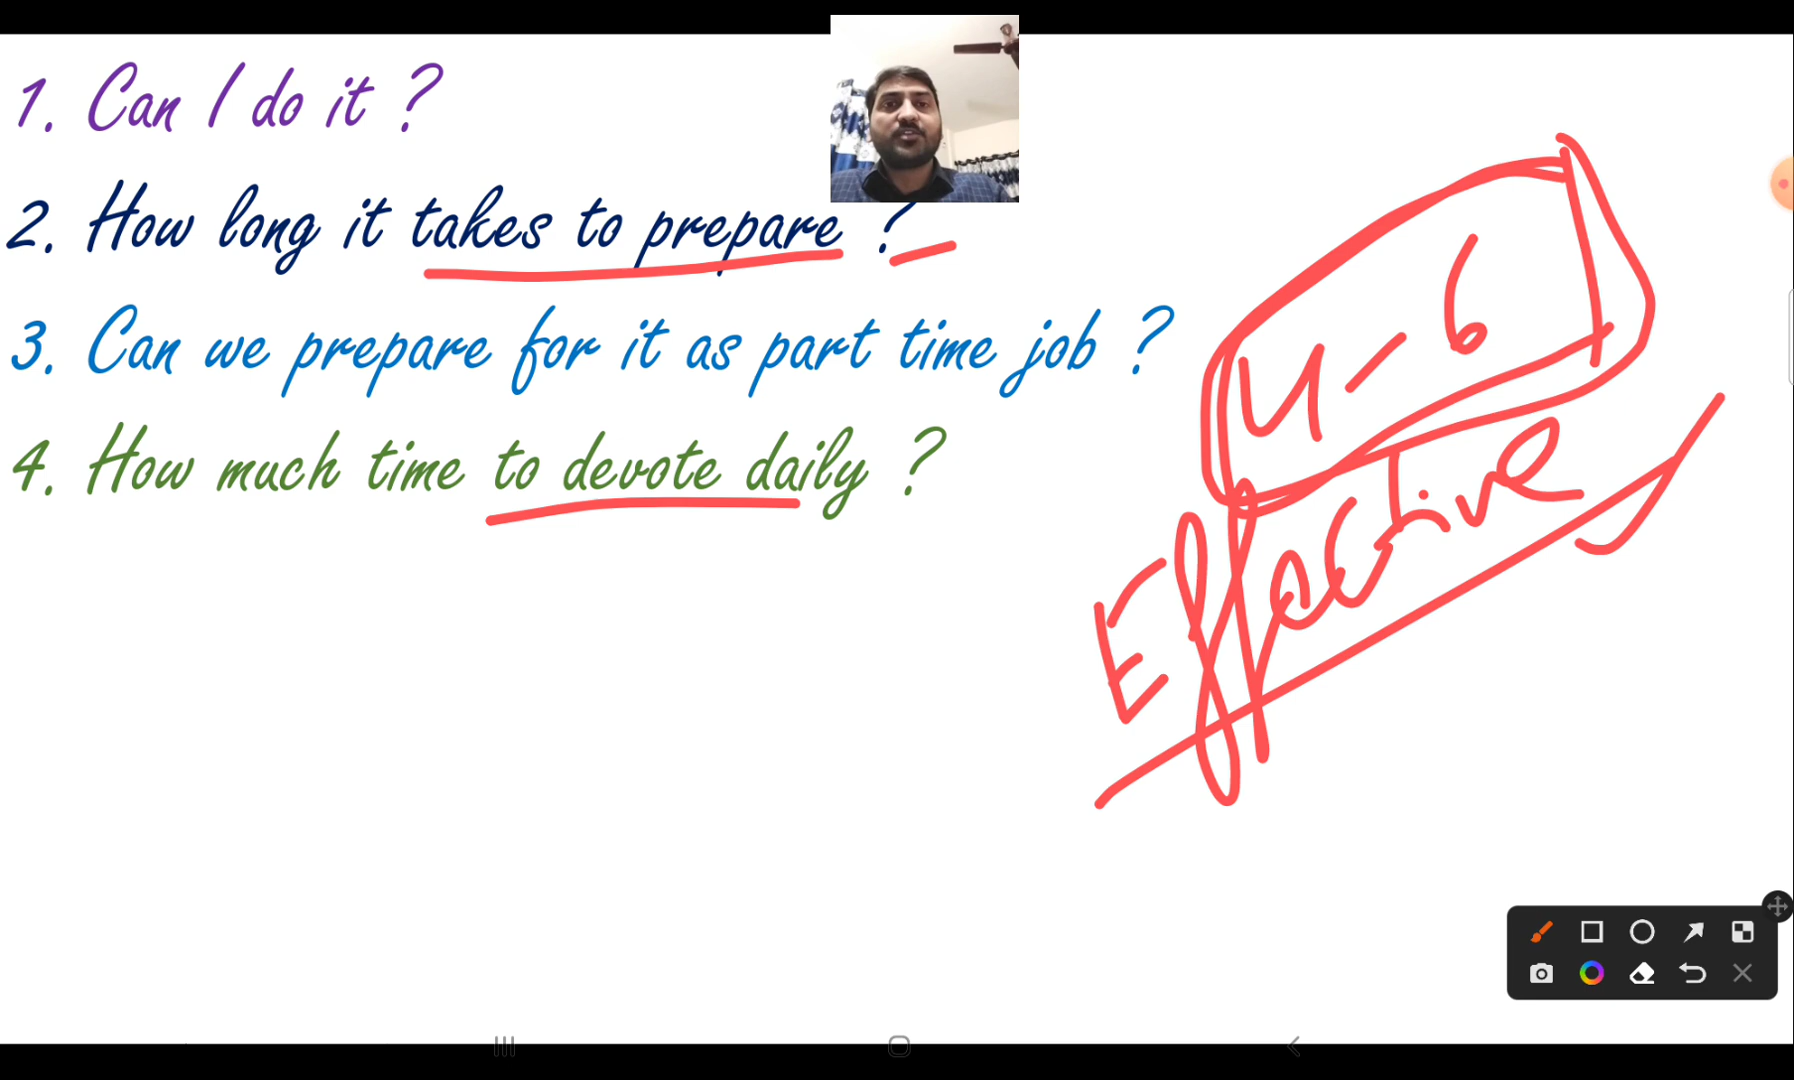 1. Can I do it ?
2. How long it takes to prepare ?
3. Can we prepare for it as part time job ?
4. How much time to devote daily ?
4-6
Effective